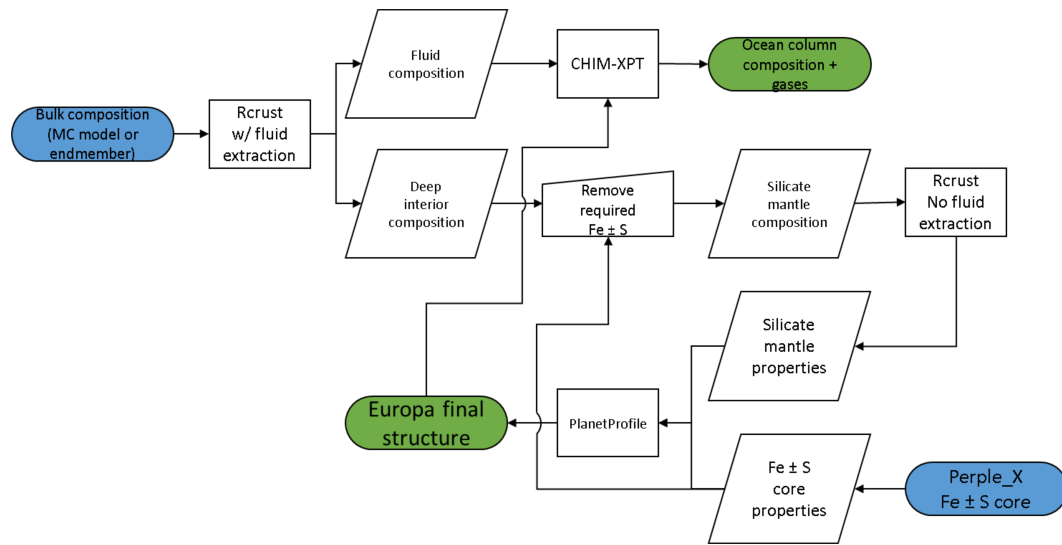 Bulk composition
(MC model or
endmember)
Rcrust
w/ fluid
extraction
Fluid
composition
CHIM-XPT
Ocean column
composition +
gases
Deep
interior
composition
Remove
required
Fe ± S
Silicate
mantle
composition
Rcrust
No fluid
extraction
Silicate
mantle
properties
Europa final
structure
PlanetProfile
Fe ± S
core
properties
Perple_X
Fe ± S core